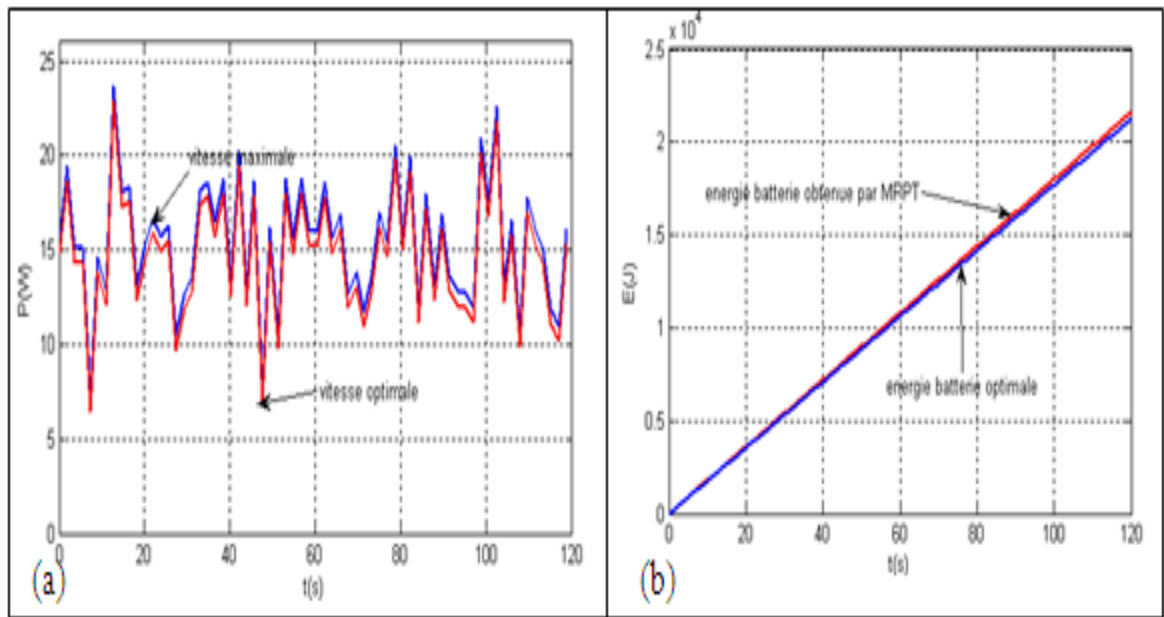 25
20
15
10
5
0
P(W)
vitesse maximale
vitesse optimale
0 20 40 60 80 100 120
t(s)
(a)
x 10⁴
2.5
2
1.5
1
0.5
0
E(J)
energie batterie obtenue par MRPT
energie batterie optimale
0 20 40 60 80 100 120
t(s)
(b)